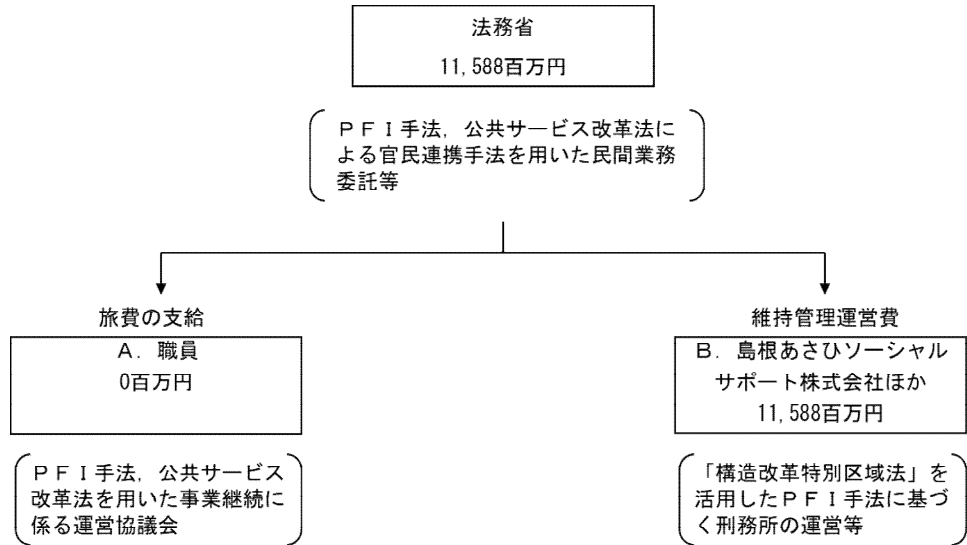 法務省
11,588百万円
ＰＦＩ手法，公共サービス改革法に
よる官民連携手法を用いた民間業務
委託等
旅費の支給
Ａ．職員
0百万円
ＰＦＩ手法，公共サービス
改革法を用いた事業継続に
係る運営協議会
維持管理運営費
Ｂ．島根あさひソーシャル
サポート株式会社ほか
11,588百万円
「構造改革特別区域法」を
活用したＰＦＩ手法に基づ
く刑務所の運営等